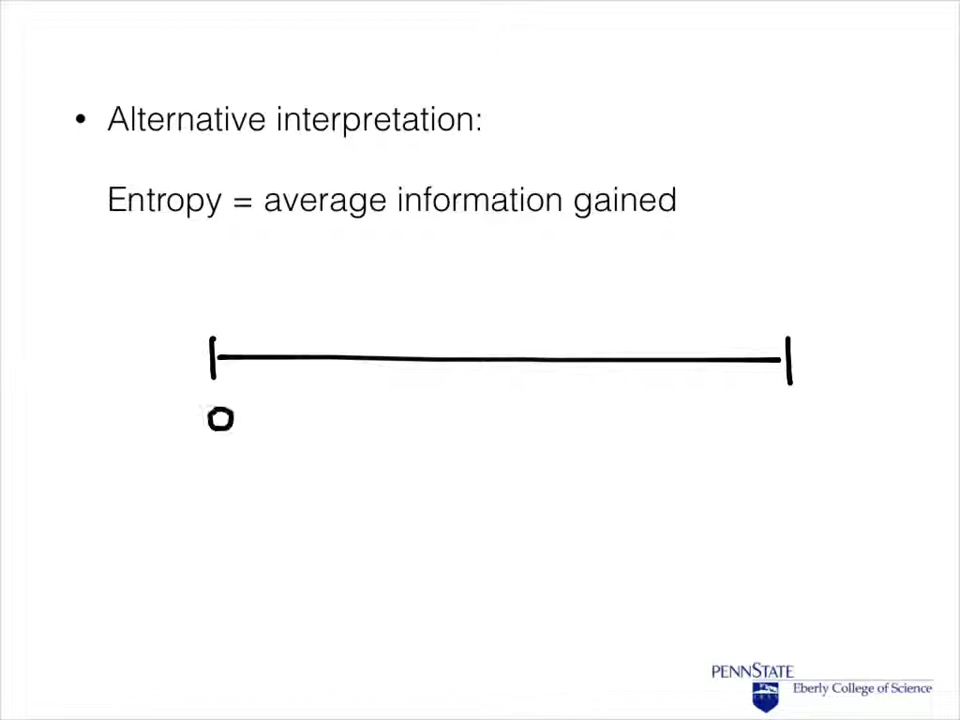 • Alternative interpretation:
Entropy = average information gained
0
PENNSTATE
Eberly College of Science